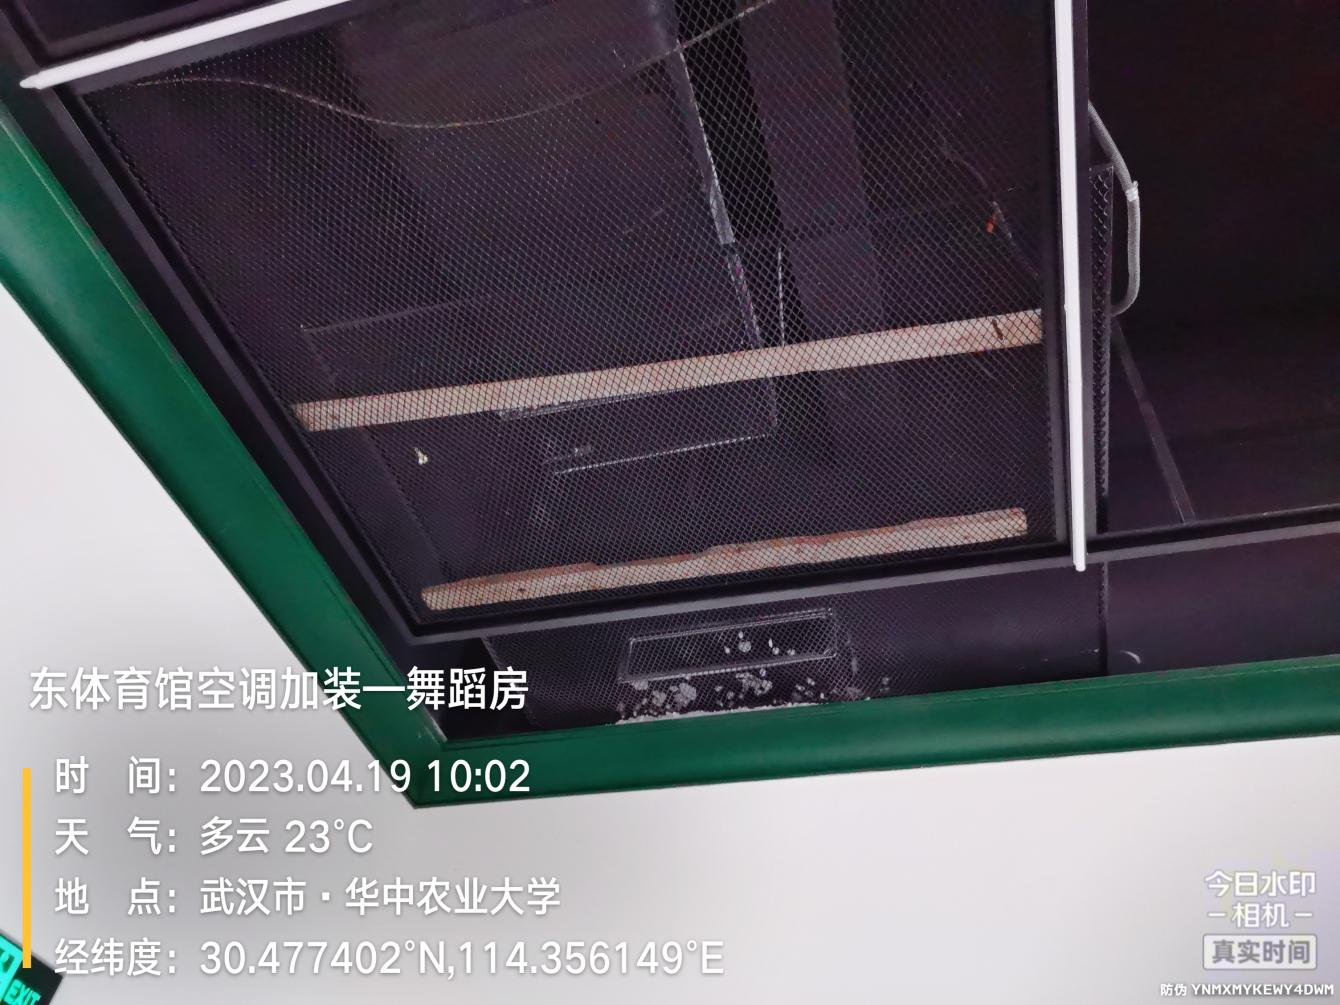 东体育馆空调加装—舞蹈房
时 间：2023.04.19 10:02
天 气：多云 23°C
地 点：武汉市·华中农业大学
经纬度：30.477402°N,114.356149°E
EXIT
今日水印
相机
真实时间
防伪 YNMXMYKEWY4DWM